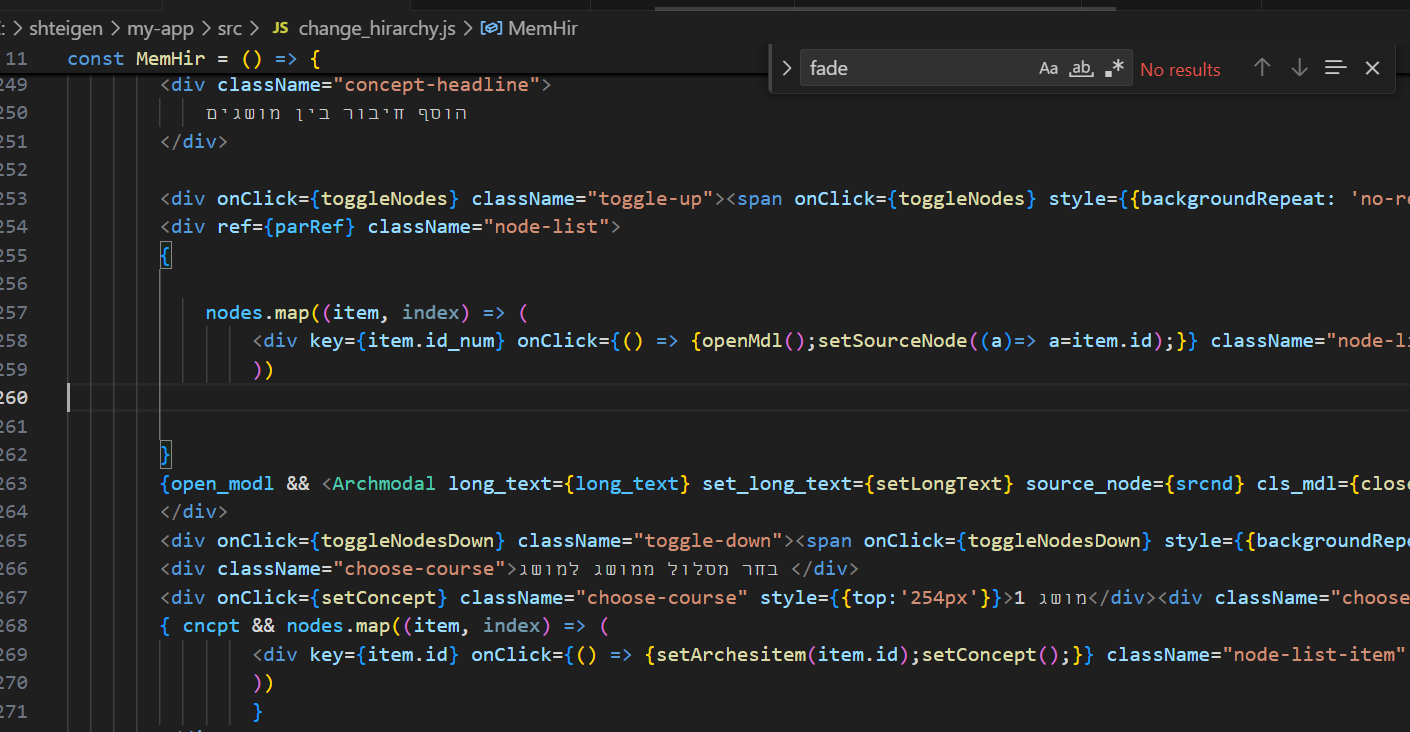 : > shteigen > my-app > src > JS change_hirarchy.js > MemHir
11 const MemHir = () => {
fade Aa ab .* No results
249 <div className="concept-headline">
250 הוסף חיבור בין מושגים
251 </div>
252
253 <div onClick={toggleNodes} className="toggle-up"><span onClick={toggleNodes} style={{backgroundRepeat: 'no-re
254 <div ref={parRef} className="node-list">
255 {
256
257 nodes.map((item, index) => (
258 <div key={item.id_num} onClick={() => {openMdl();setSourceNode((a)=> a=item.id);}} className="node-li
259 ))
260
261
262 }
263 {open_modl && <Archmodal long_text={long_text} set_long_text={setLongText} source_node={srcnd} cls_mdl={close
264 </div>
265 <div onClick={toggleNodesDown} className="toggle-down"><span onClick={toggleNodesDown} style={{backgroundRepe
266 <div className="choose-course">בחר מסלול ממושג למושג </div>
267 <div onClick={setConcept} className="choose-course" style={{top:'254px'}}>מושג 1</div><div className="choose
268 { cncpt && nodes.map((item, index) => (
269 <div key={item.id} onClick={() => {setArchesitem(item.id);setConcept();}} className="node-list-item"
270 ))
271 }